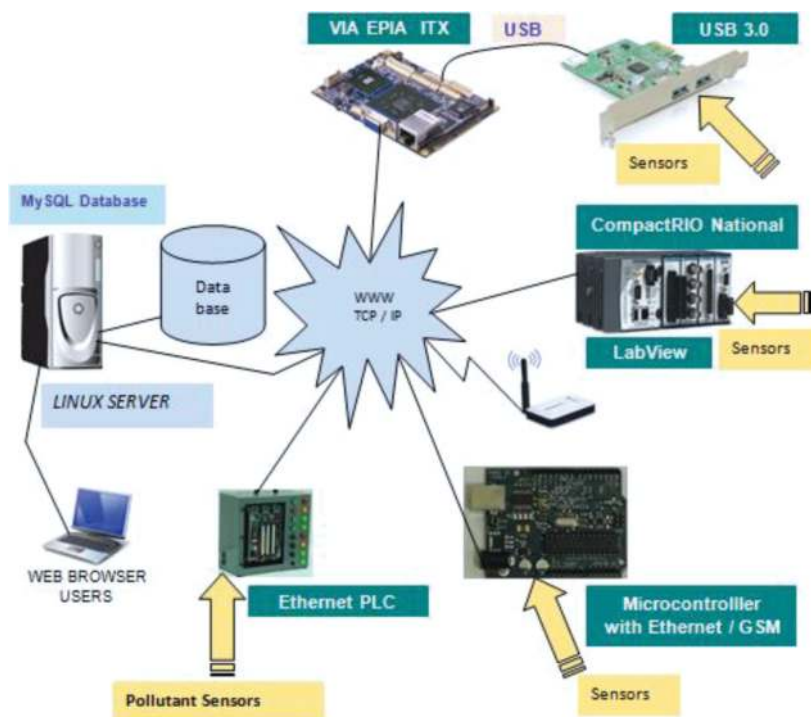 VIA EPIA ITX
USB
USB 3.0
Sensors
MySQL Database
Data
base
WWW
TCP / IP
CompactRIO National
LabView
Sensors
LINUX SERVER
WEB BROWSER
USERS
Ethernet PLC
Pollutant Sensors
Microcontrolller
with Ethernet / GSM
Sensors